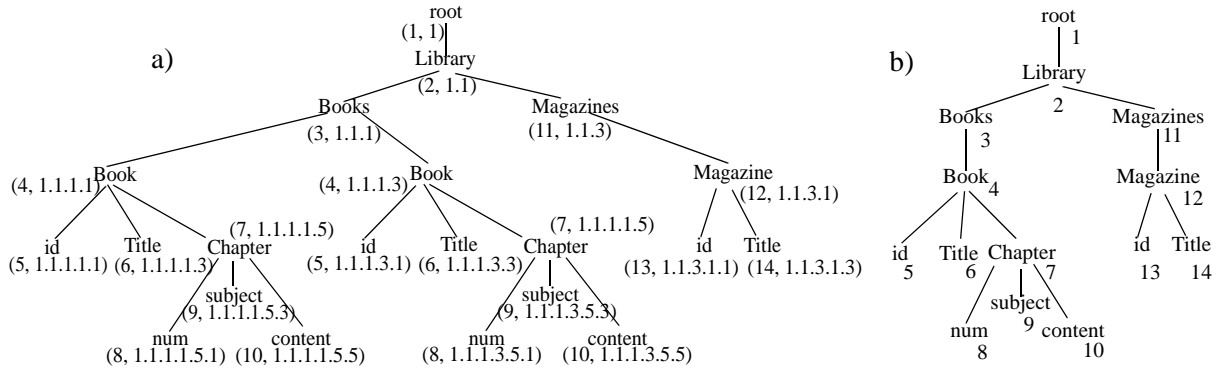 root
(1, 1)
a)
Library
(2, 1.1)
Books
Magazines
(3, 1.1.1)
(11, 1.1.3)
Book
Book
Magazine
(4, 1.1.1.1)
(4, 1.1.1.3)
(12, 1.1.3.1)
(7, 1.1.1.1.5)
(7, 1.1.1.1.5)
id
Title
Chapter
id
Title
Chapter
id
Title
(5, 1.1.1.1.1)
(6, 1.1.1.1.3)
(5, 1.1.1.3.1)
(6, 1.1.1.3.3)
(13, 1.1.3.1.1)
(14, 1.1.3.1.3)
subject
subject
(9, 1.1.1.1.5.3)
(9, 1.1.1.3.5.3)
num
content
num
content
(8, 1.1.1.1.5.1)
(10, 1.1.1.1.5.5)
(8, 1.1.1.3.5.1)
(10, 1.1.1.3.5.5)
root
1
b)
Library
2
Books
Magazines
3
11
Book
Magazine
4
12
id
Title
Chapter
id
Title
5
6
7
13
14
subject
9
num
content
8
10